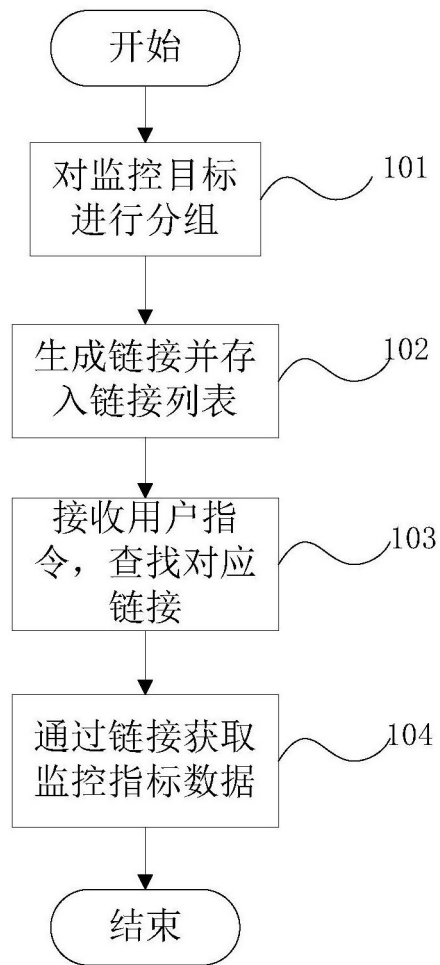 开始
对监控目标
进行分组
101
生成链接并存
入链接列表
102
接收用户指
令，查找对应
链接
103
通过链接获取
监控指标数据
104
结束